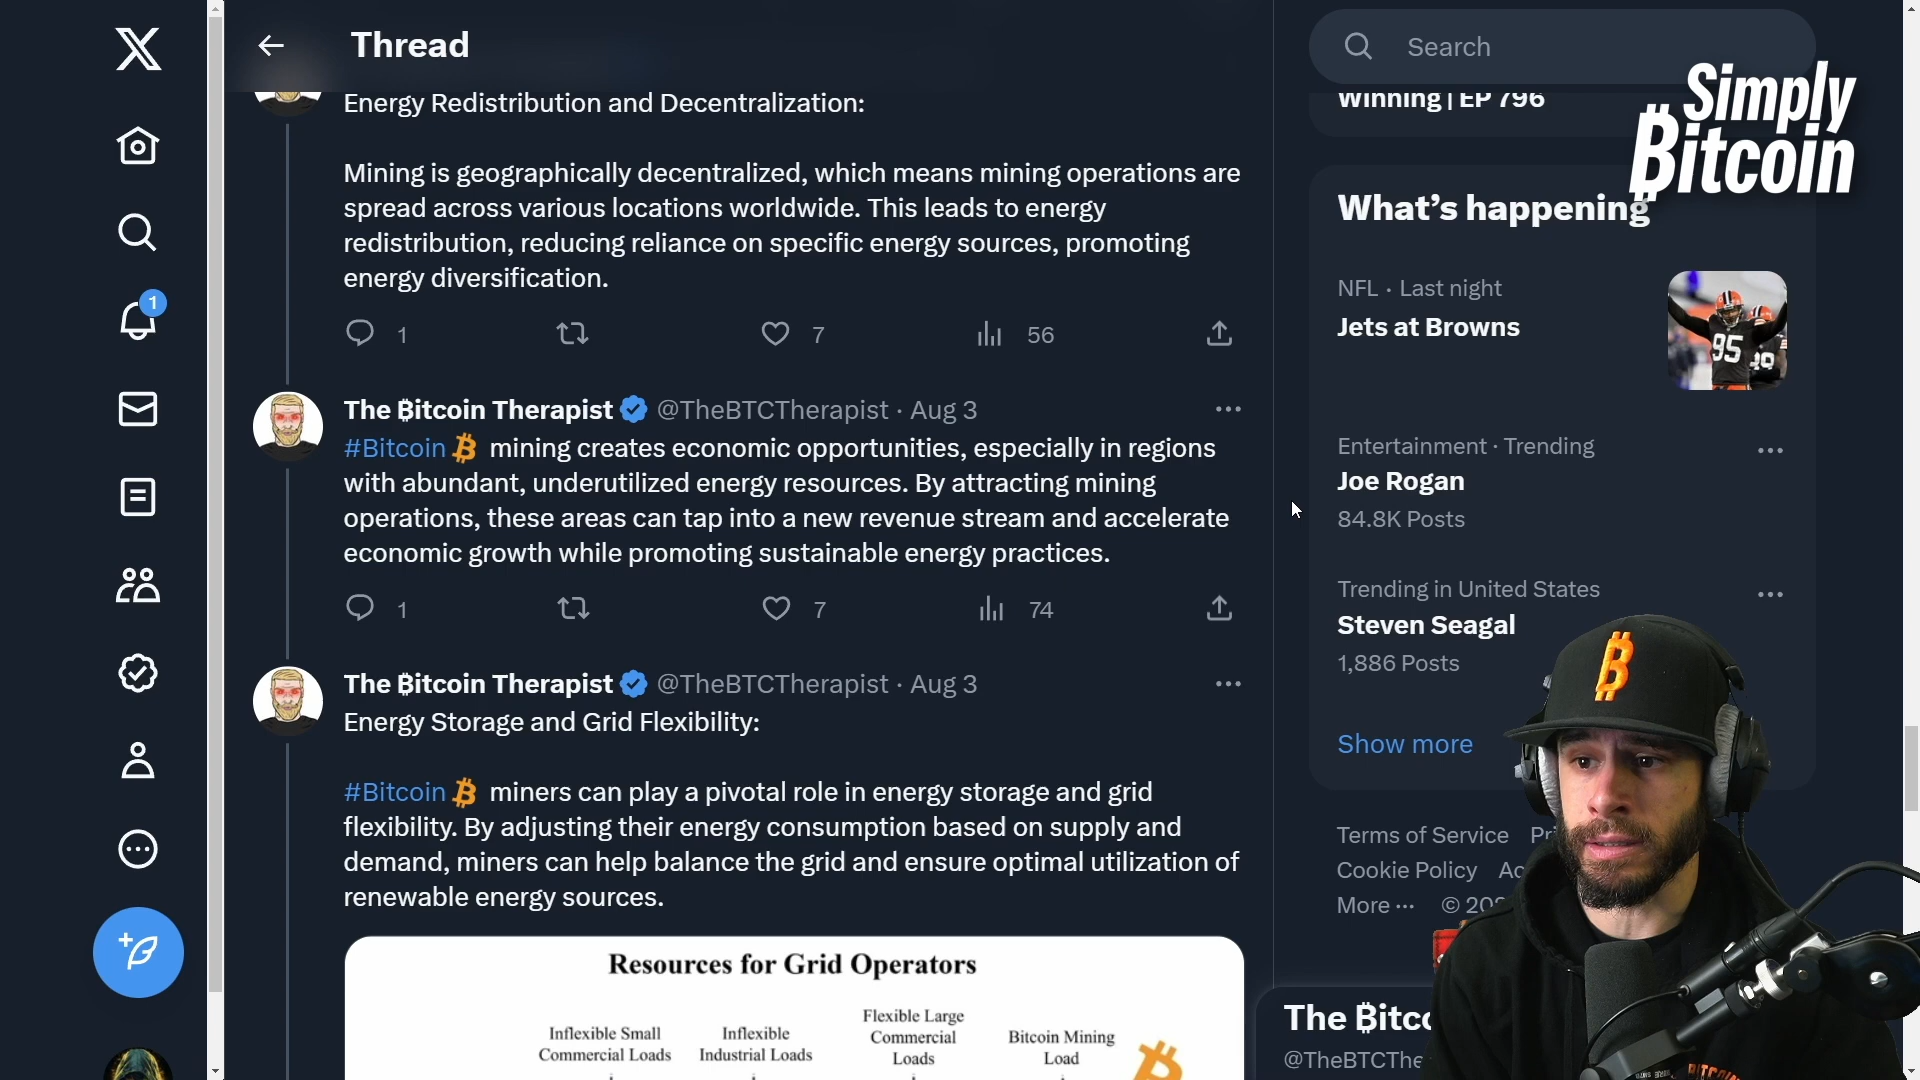 Thread
Energy Redistribution and Decentralization:
Mining is geographically decentralized, which means mining operations are
spread across various locations worldwide. This leads to energy
redistribution, reducing reliance on specific energy sources, promoting
energy diversification.
1 7 56
The ₿itcoin Therapist @TheBTCTherapist · Aug 3
#Bitcoin mining creates economic opportunities, especially in regions
with abundant, underutilized energy resources. By attracting mining
operations, these areas can tap into a new revenue stream and accelerate
economic growth while promoting sustainable energy practices.
1 7 74
The ₿itcoin Therapist @TheBTCTherapist · Aug 3
Energy Storage and Grid Flexibility:
#Bitcoin miners can play a pivotal role in energy storage and grid
flexibility. By adjusting their energy consumption based on supply and
demand, miners can help balance the grid and ensure optimal utilization of
renewable energy sources.
Resources for Grid Operators
Inflexible Small
Commercial Loads
Inflexible
Industrial Loads
Flexible Large
Commercial
Loads
Bitcoin Mining
Load
1
Search
Winning | EP 796
Simply
₿itcoin
What's happening
NFL · Last night
Jets at Browns
95
Entertainment · Trending
Joe Rogan
84.8K Posts
Trending in United States
Steven Seagal
1,886 Posts
Show more
Terms of Service
Cookie Policy
More ··· ©
The ₿itc
@TheBTCThe